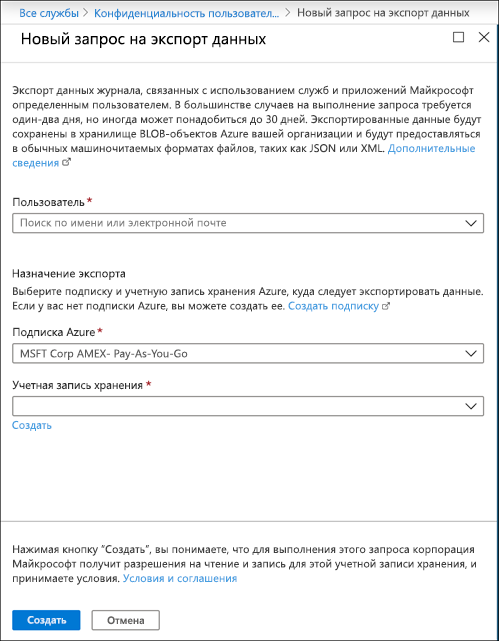 Все службы > Конфиденциальность пользовател... > Новый запрос на экспорт данных
Новый запрос на экспорт данных
Экспорт данных журнала, связанных с использованием служб и приложений Майкрософт
определенным пользователем. В большинстве случаев на выполнение запроса требуется
один-два дня, но иногда может понадобиться до 30 дней. Экспортированные данные будут
сохранены в хранилище BLOB-объектов Azure вашей организации и будут предоставляться
в обычных машиночитаемых форматах файлов, таких как JSON или XML. Дополнительные
сведения
Пользователь*
Поиск по имени или электронной почте
Назначение экспорта
Выберите подписку и учетную запись хранения Azure, куда следует экспортировать данные.
Если у вас нет подписки Azure, вы можете создать ее. Создать подписку
Подписка Azure*
MSFT Corp AMEX- Pay-As-You-Go
Учетная запись хранения *
Создать
Нажимая кнопку “Создать”, вы понимаете, что для выполнения этого запроса корпорация
Майкрософт получит разрешения на чтение и запись для этой учетной записи хранения, и
принимаете условия. Условия и соглашения
Создать
Отмена